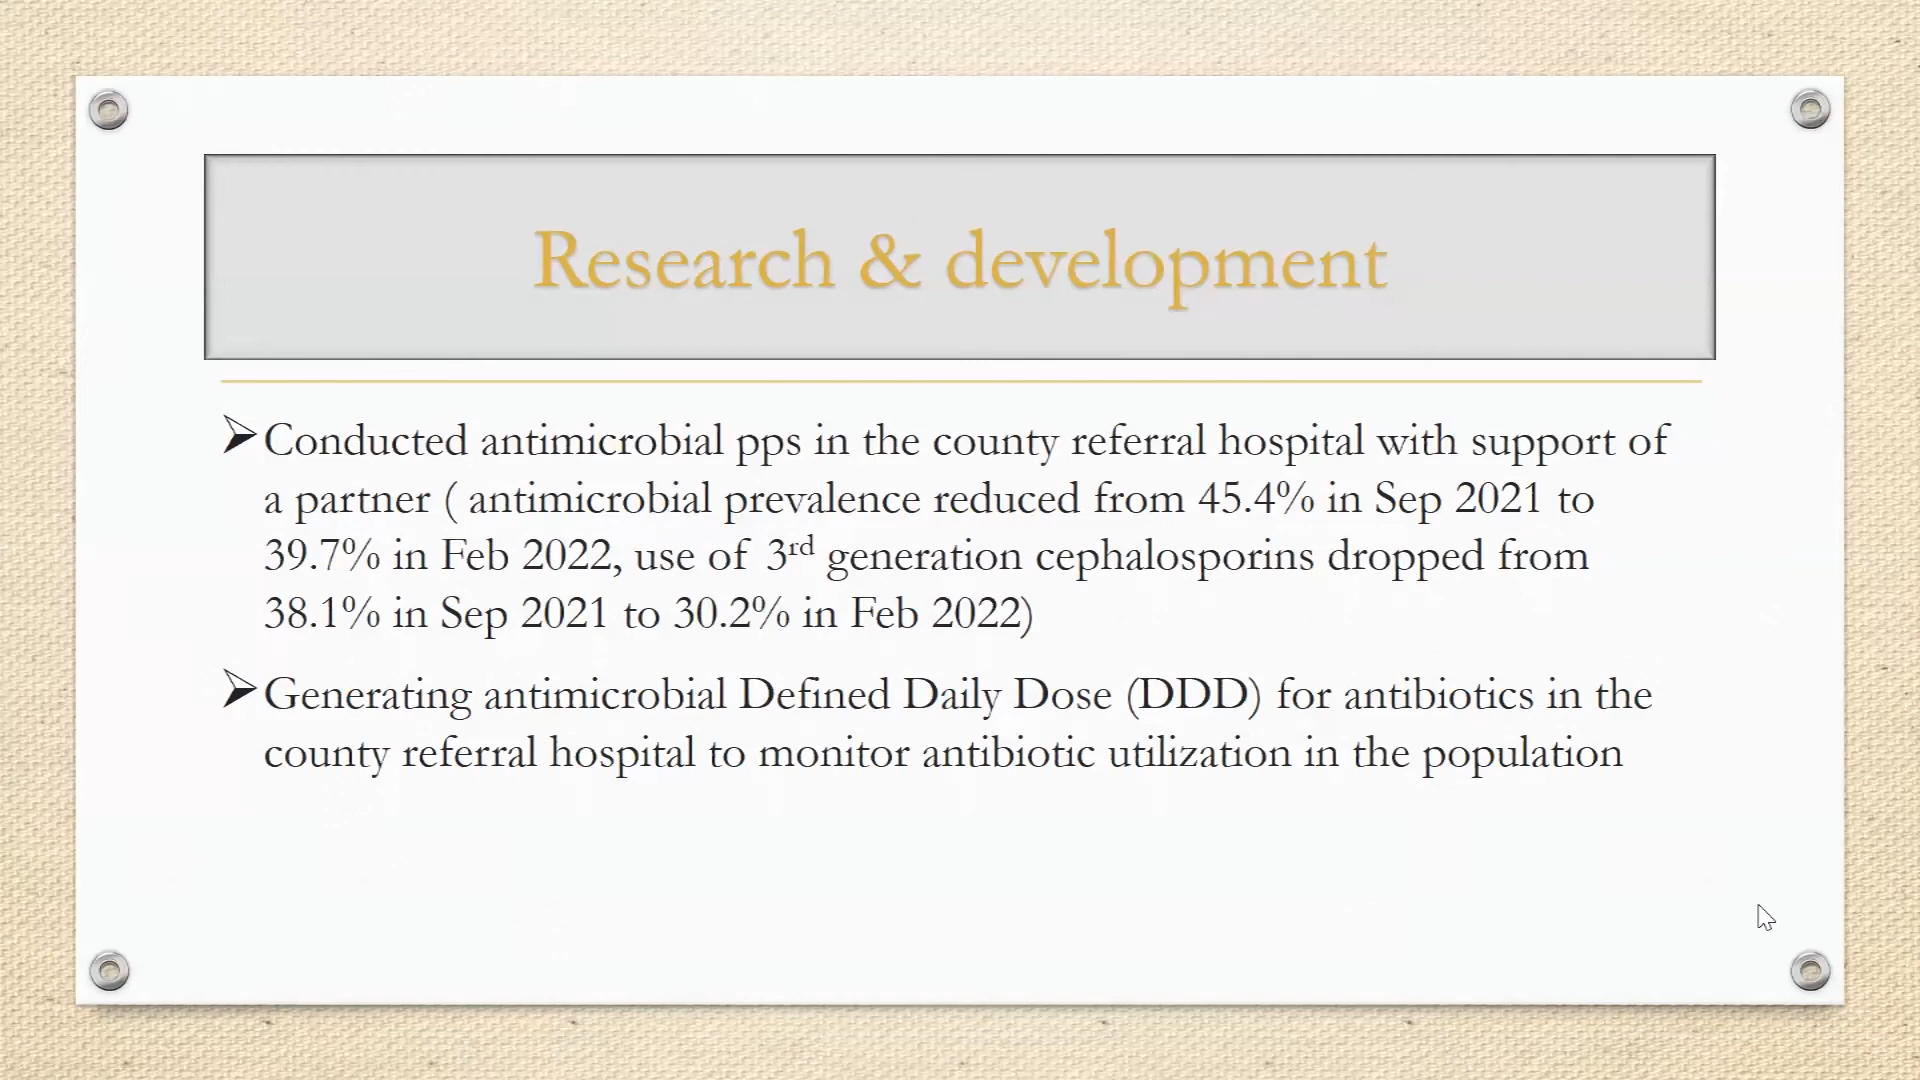 Research & development
Conducted antimicrobial pps in the county referral hospital with support of
a partner ( antimicrobial prevalence reduced from 45.4% in Sep 2021 to
39.7% in Feb 2022, use of 3rd generation cephalosporins dropped from
38.1% in Sep 2021 to 30.2% in Feb 2022)
Generating antimicrobial Defined Daily Dose (DDD) for antibiotics in the
county referral hospital to monitor antibiotic utilization in the population